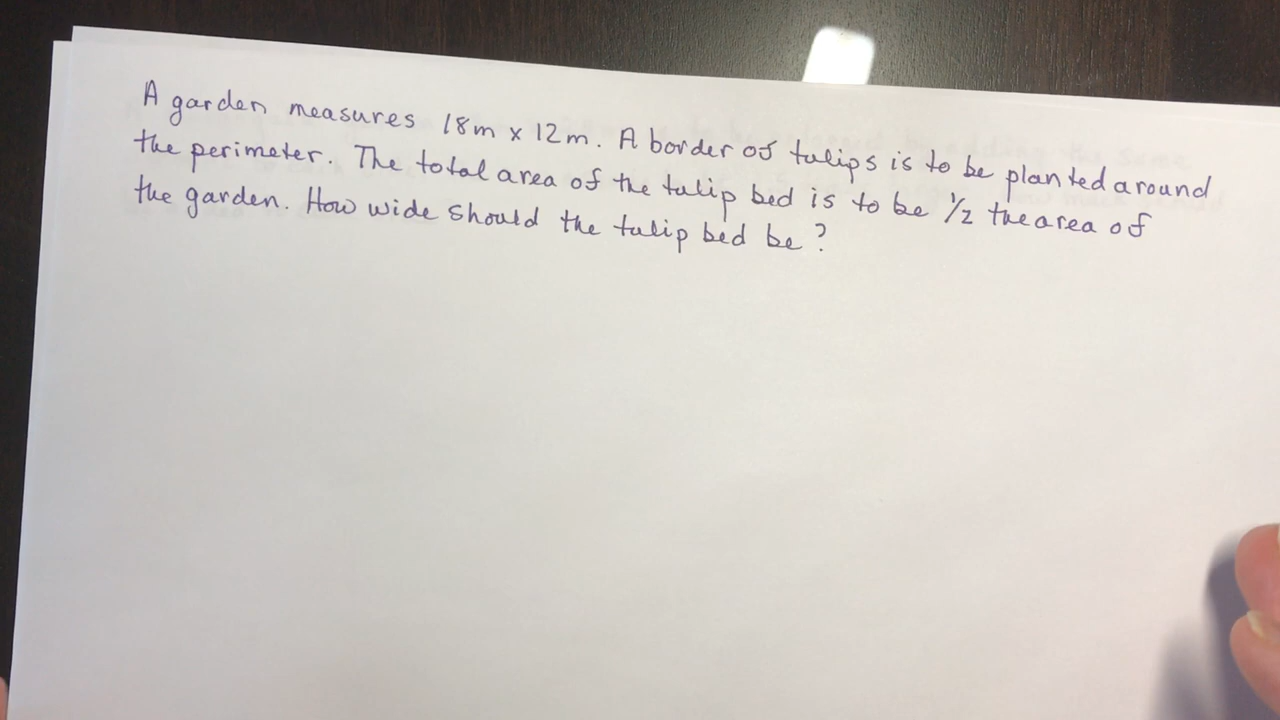 A garden measures 18m x 12m. A border of tulips is to be planted around
the perimeter. The total area of the tulip bed is to be 1/2 the area of
the garden. How wide should the tulip bed be?